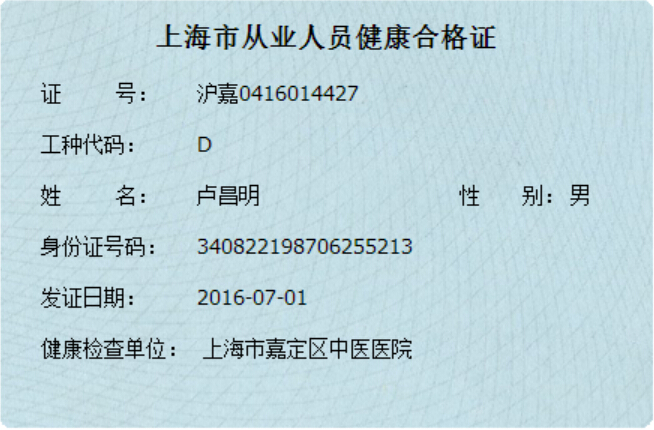 上海市从业人员健康合格证
证 号： 沪嘉0416014427
工种代码： D
姓 名： 卢昌明 性 别：男
身份证号码： 340822198706255213
发证日期： 2016-07-01
健康检查单位： 上海市嘉定区中医医院